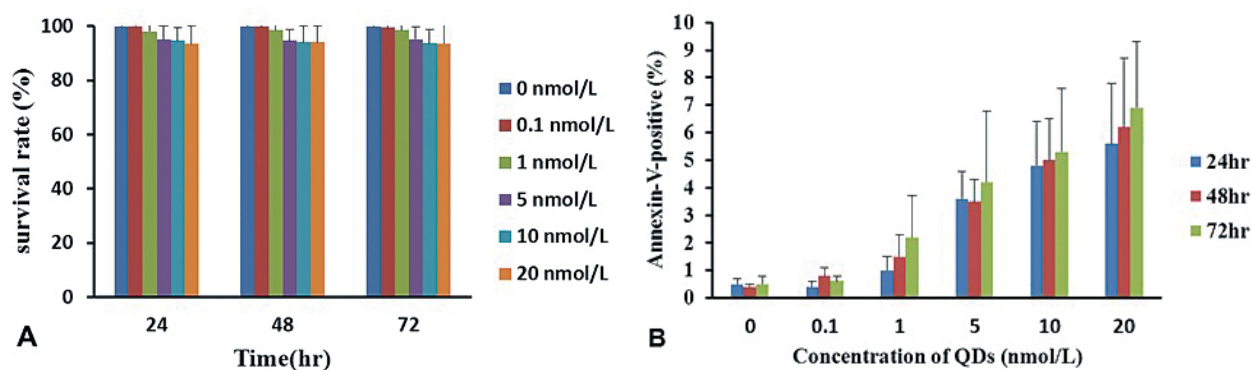 survival rate (%)
100
80
60
40
20
0
24 48 72
Time(hr)
0 nmol/L
0.1 nmol/L
1 nmol/L
5 nmol/L
10 nmol/L
20 nmol/L
A
Annexin-V-positive (%)
10
9
8
7
6
5
4
3
2
1
0
0 0.1 1 5 10 20
Concentration of QDs (nmol/L)
24hr
48hr
72hr
B